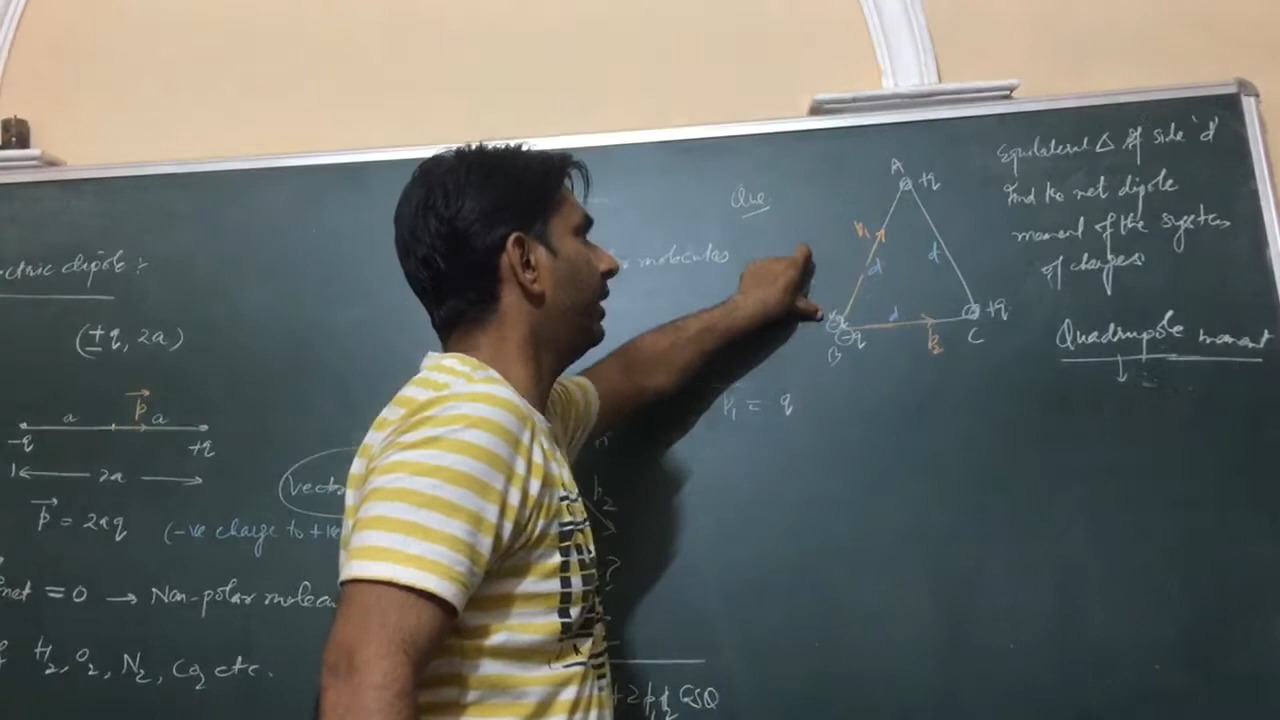 ctric dipole :
(±q, 2a)
a p a
-q +q
2a
p = 2aq (-ve charge to +ve
net = 0 → Non-polar molecu
H2, O2, N2, CO2 etc.
Vecto
molecules
p2
?
+ 2p1p2 Cosθ
Que
A +q
p1
d d
d
B -q p2 C +q
p1 = q
Equilateral Δ of side 'd'
Find the net dipole
moment of the system
of charges
Quadrupole moment